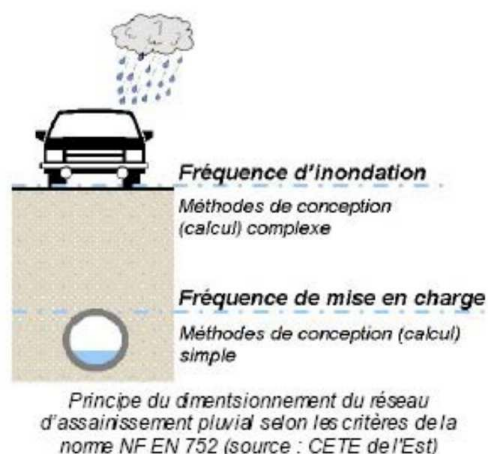 Fréquence d'inondation
Méthodes de conception
(calcul) complexe
Fréquence de mise en charge
Méthodes de conception (calcul)
simple
Principe du dimentsionnement du réseau
d'assainissement pluvial selon les critères de la
norme NF EN 752 (source : CETE de l'Est)